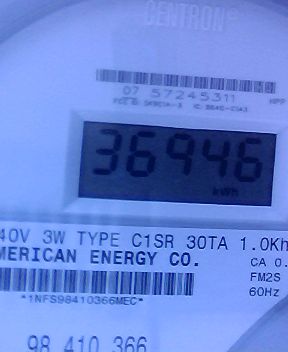 CENTRON®
07 57245311
HPP
36946
kWh
40V 3W TYPE C1SR 30TA 1.0Kh
MERICAN ENERGY CO.
CA 0.
FM2S
60Hz
*1NFS98410366MEC*
98 410 366